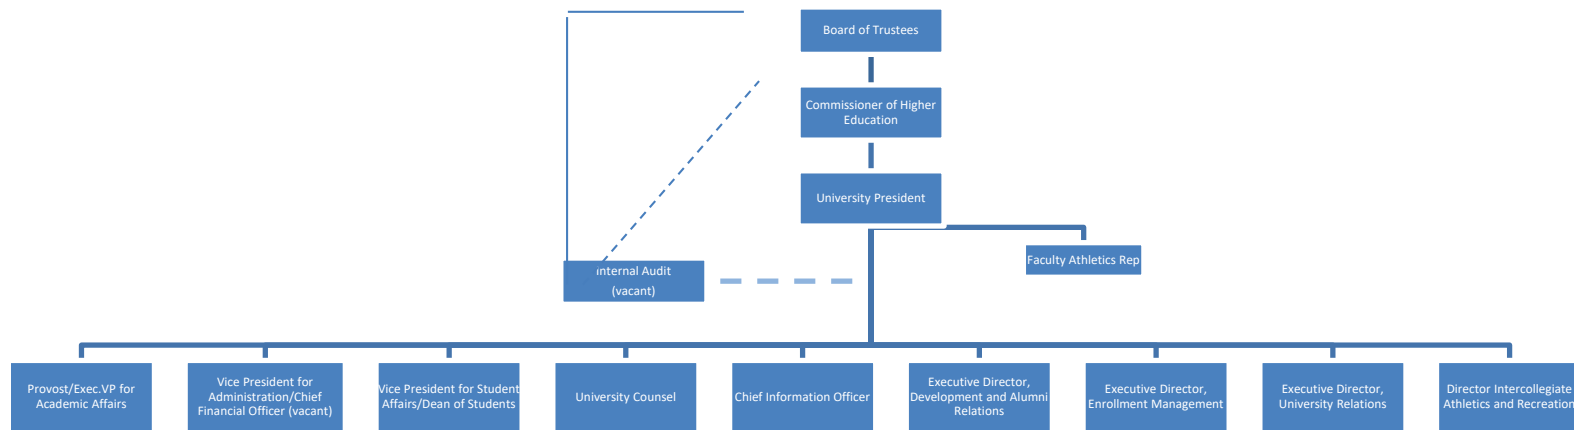 Board of Trustees
Commissioner of Higher
Education
University President
Faculty Athletics Rep
Internal Audit
(vacant)
Provost/Exec.VP for
Academic Affairs
Vice President for
Administration/Chief
Financial Officer (vacant)
Vice President for Student
Affairs/Dean of Students
University Counsel
Chief Information Officer
Executive Director,
Development and Alumni
Relations
Executive Director,
Enrollment Management
Executive Director,
University Relations
Director Intercollegiate
Athletics and Recreation